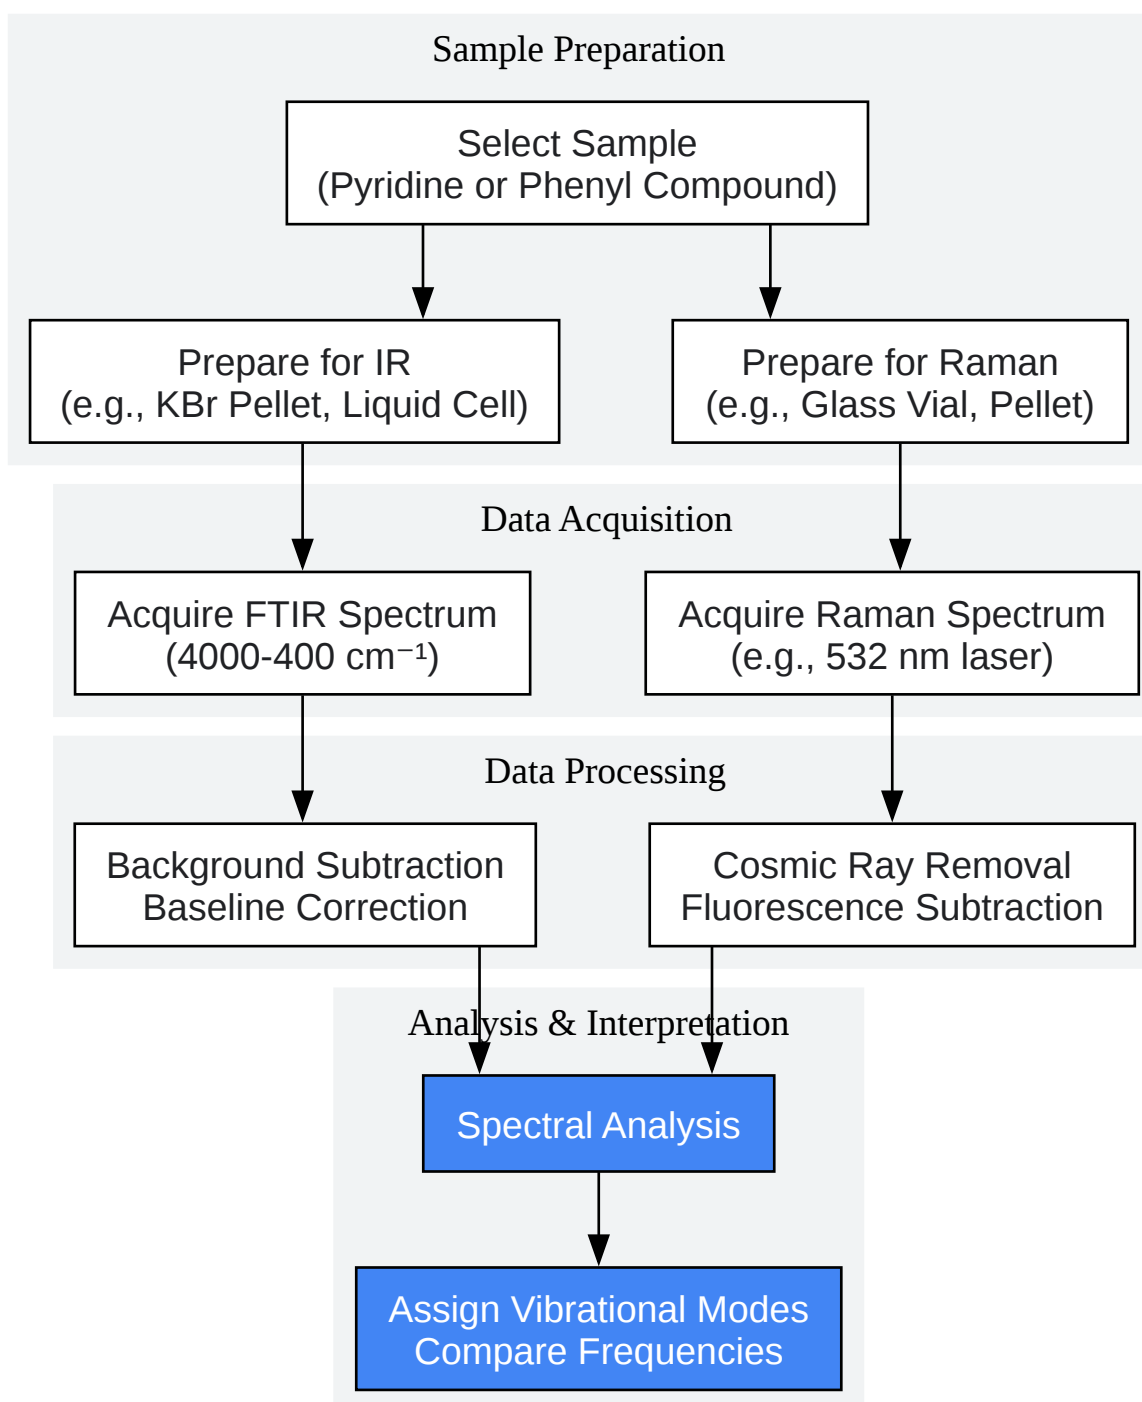 Sample Preparation
Select Sample
(Pyridine or Phenyl Compound)
Prepare for IR
(e.g., KBr Pellet, Liquid Cell)
Prepare for Raman
(e.g., Glass Vial, Pellet)
Data Acquisition
Acquire FTIR Spectrum
(4000-400 cm⁻¹)
Acquire Raman Spectrum
(e.g., 532 nm laser)
Data Processing
Background Subtraction
Baseline Correction
Cosmic Ray Removal
Fluorescence Subtraction
Analysis & Interpretation
Spectral Analysis
Assign Vibrational Modes
Compare Frequencies